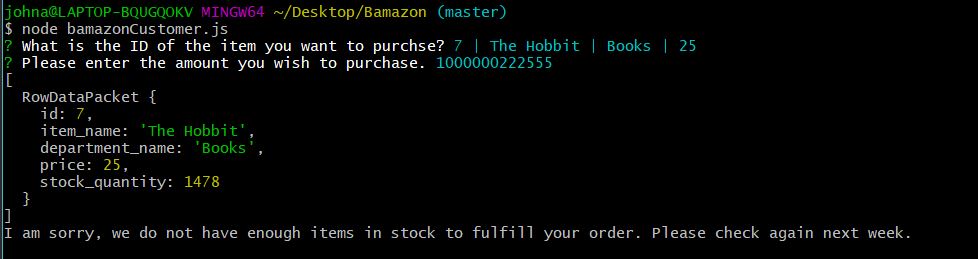 johna@LAPTOP-BQUGQOKV MINGW64 ~/Desktop/Bamazon (master)
$ node bamazonCustomer.js
? What is the ID of the item you want to purchse? 7 | The Hobbit | Books | 25
? Please enter the amount you wish to purchase. 1000000222555
[
  RowDataPacket {
    id: 7,
    item_name: 'The Hobbit',
    department_name: 'Books',
    price: 25,
    stock_quantity: 1478
  }
]
I am sorry, we do not have enough items in stock to fulfill your order. Please check again next week.